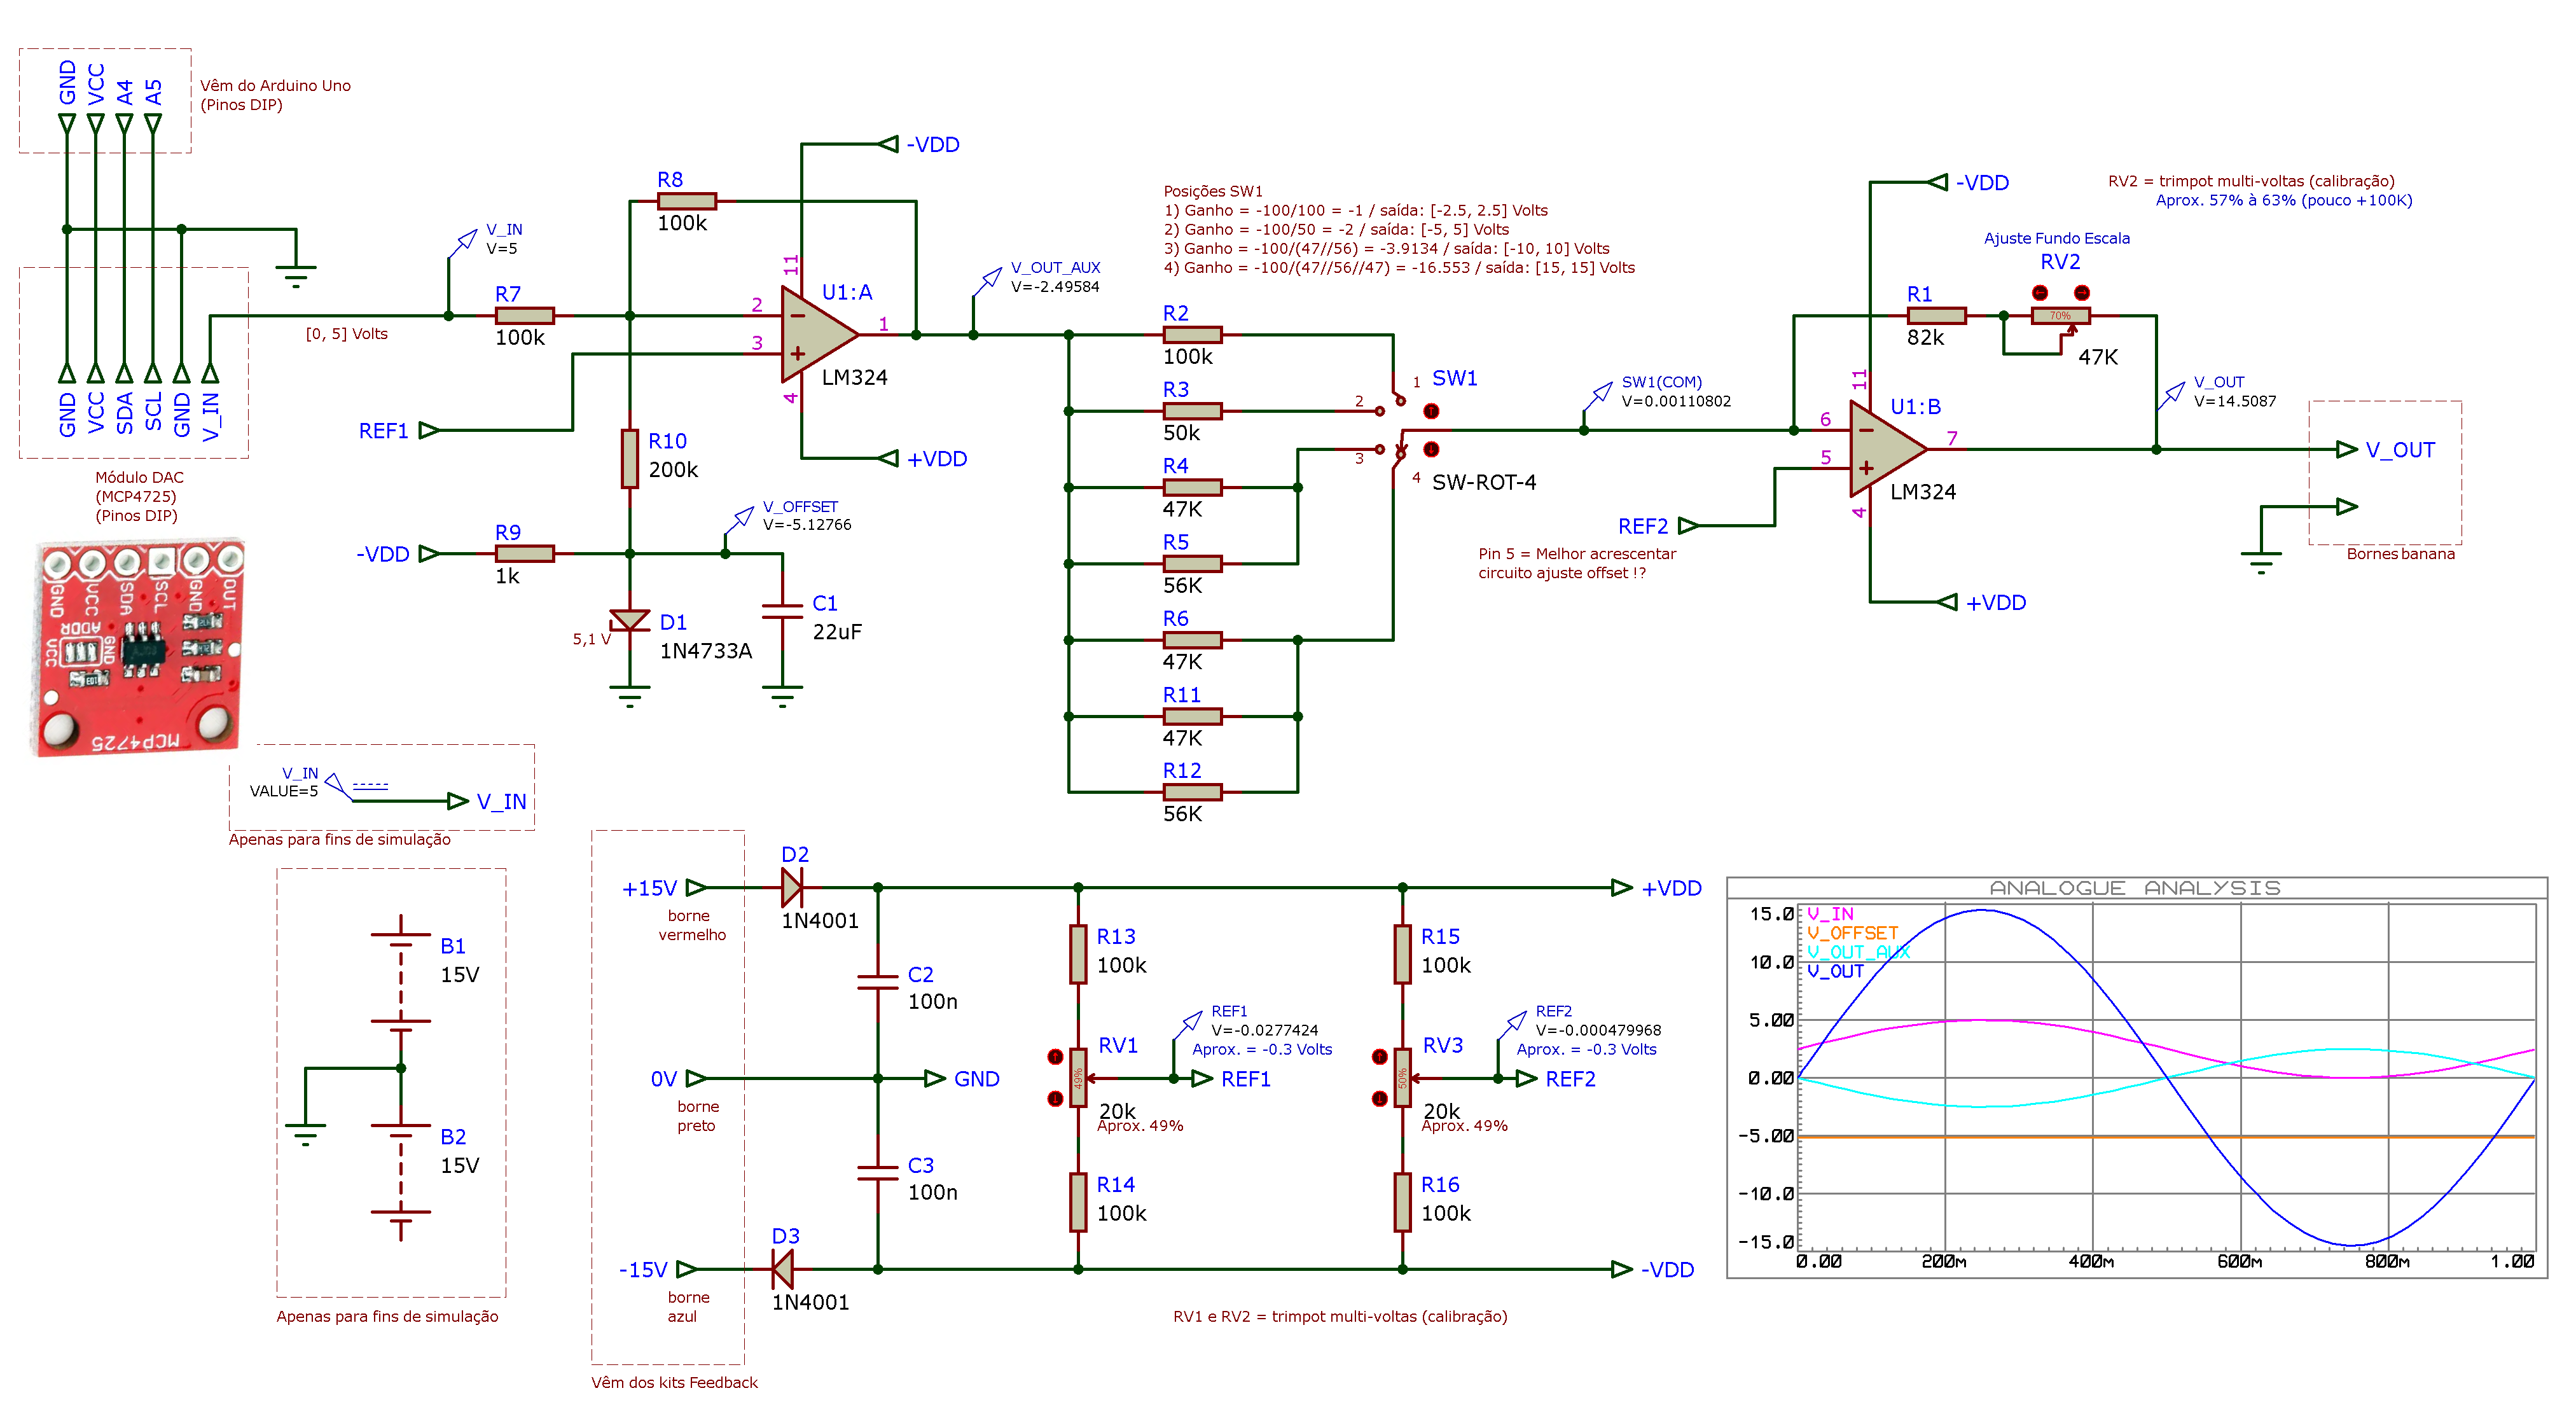 GND
VCC
A4
A5
Vêm do Arduino Uno
(Pinos DIP)
GND
VCC
SDA
SCL
GND
V_IN
Módulo DAC
(MCP4725)
(Pinos DIP)
[0, 5] Volts
V_IN
V=5
R7
100k
R8
100k
-VDD
11
2
3
1
4
U1:A
LM324
+VDD
REF1
R10
200k
-VDD
R9
1k
V_OFFSET
V=-5.12766
5,1 V
D1
1N4733A
C1
22uF
V_OUT_AUX
V=-2.49584
Posições SW1
1) Ganho = -100/100 = -1 / saída: [-2.5, 2.5] Volts
2) Ganho = -100/50 = -2 / saída: [-5, 5] Volts
3) Ganho = -100/(47//56) = -3.9134 / saída: [-10, 10] Volts
4) Ganho = -100/(47//56//47) = -16.553 / saída: [15, 15] Volts
R2
100k
R3
50k
R4
47K
R5
56K
R6
47K
R11
47K
R12
56K
1
2
3
4
SW1
SW-ROT-4
SW1(COM)
V=0.00110802
-VDD
RV2 = trimpot multi-voltas (calibração)
Aprox. 57% à 63% (pouco +100K)
Ajuste Fundo Escala
RV2
R1
82k
70%
47K
11
6
5
7
4
U1:B
LM324
+VDD
REF2
Pin 5 = Melhor acrescentar
circuito ajuste offset !?
V_OUT
V=14.5087
V_OUT
Bornes banana
GND
VCC
SDA
SCL
GND
OUT
ADDR
VCC
GND
MCP4725
V_IN
VALUE=5
V_IN
Apenas para fins de simulação
B1
15V
B2
15V
Apenas para fins de simulação
+15V
borne
vermelho
0V
borne
preto
-15V
borne
azul
Vêm dos kits Feedback
D2
1N4001
D3
1N4001
C2
100n
C3
100n
GND
R13
100k
RV1
49%
20k
Aprox. 49%
R14
100k
REF1
V=-0.0277424
Aprox. = -0.3 Volts
REF1
R15
100k
RV3
50%
20k
Aprox. 49%
R16
100k
REF2
V=-0.000479968
Aprox. = -0.3 Volts
REF2
+VDD
-VDD
RV1 e RV2 = trimpot multi-voltas (calibração)
ANALOGUE ANALYSIS
V_IN
V_OFFSET
V_OUT_AUX
V_OUT
15.0
10.0
5.00
0.00
-5.00
-10.0
-15.0
0.00
200m
400m
600m
800m
1.00